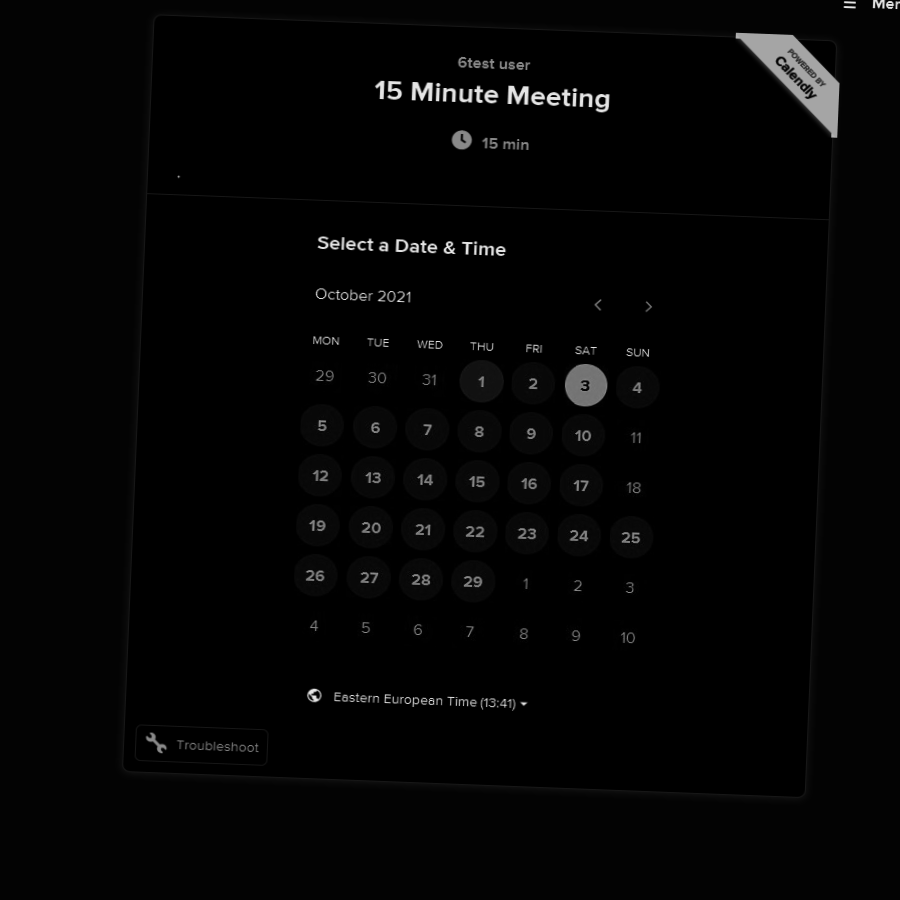 Men
POWERED BY
Calendly
6test user
15 Minute Meeting
15 min
Select a Date & Time
October 2021
MON TUE WED THU FRI SAT SUN
29 30 31 1 2 3 4
5 6 7 8 9 10 11
12 13 14 15 16 17 18
19 20 21 22 23 24 25
26 27 28 29 1 2 3
4 5 6 7 8 9 10
Eastern European Time (13:41)
Troubleshoot